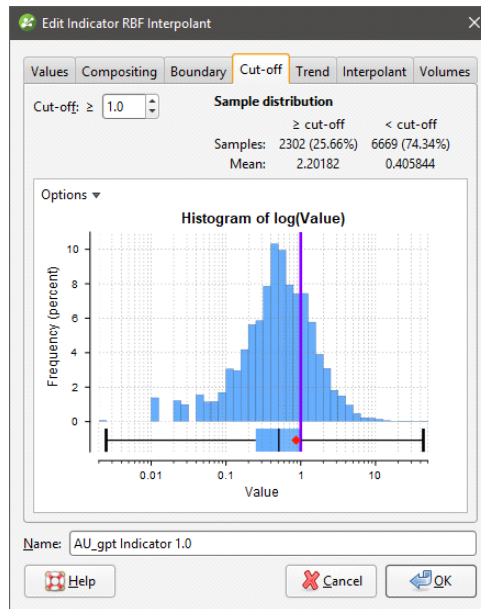 Edit Indicator RBF Interpolant
Values Compositing Boundary Cut-off Trend Interpolant Volumes
Cut-off: ≥ 1.0 Sample distribution
≥ cut-off < cut-off
Samples: 2302 (25.66%) 6669 (74.34%)
Mean: 2.20182 0.405844
Options
Histogram of log(Value)
Frequency (percent)
10
8
6
4
2
0
0.01 0.1 1 10
Value
Name: AU_gpt Indicator 1.0
Help Cancel OK